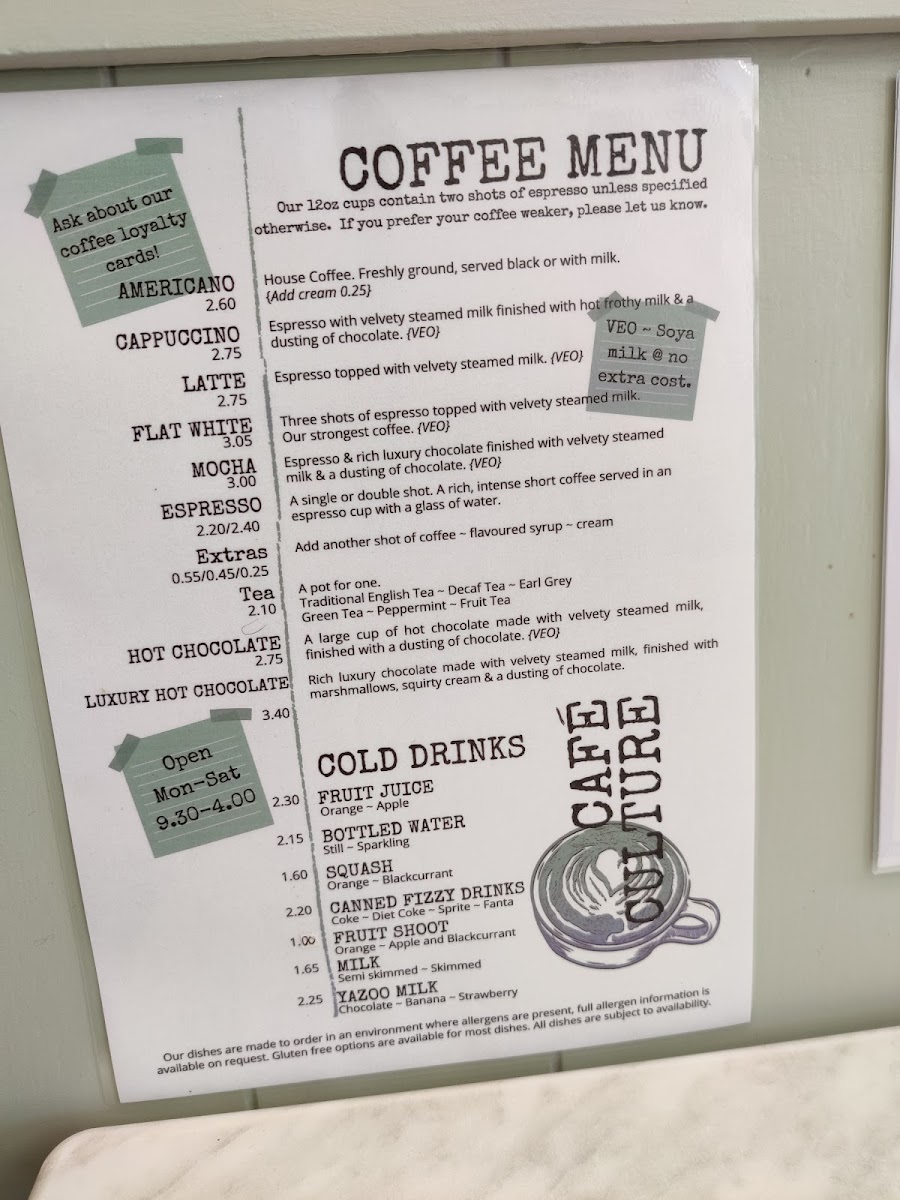 COFFEE MENU
Our 12oz cups contain two shots of espresso unless specified
otherwise. If you prefer your coffee weaker, please let us know.
Ask about our
coffee loyalty
cards!
AMERICANO
2.60
House Coffee. Freshly ground, served black or with milk.
{Add cream 0.25}
CAPPUCCINO
2.75
Espresso with velvety steamed milk finished with hot frothy milk & a
dusting of chocolate. {VEO}
VEO ~ Soya
milk @ no
extra cost.
LATTE
2.75
Espresso topped with velvety steamed milk. {VEO}
FLAT WHITE
3.05
Three shots of espresso topped with velvety steamed milk.
Our strongest coffee. {VEO}
MOCHA
3.00
Espresso & rich luxury chocolate finished with velvety steamed
milk & a dusting of chocolate. {VEO}
ESPRESSO
2.20/2.40
A single or double shot. A rich, intense short coffee served in an
espresso cup with a glass of water.
Extras
0.55/0.45/0.25
Add another shot of coffee ~ flavoured syrup ~ cream
Tea
2.10
A pot for one.
Traditional English Tea ~ Decaf Tea ~ Earl Grey
Green Tea ~ Peppermint ~ Fruit Tea
HOT CHOCOLATE
2.75
A large cup of hot chocolate made with velvety steamed milk,
finished with a dusting of chocolate. {VEO}
LUXURY HOT CHOCOLATE
3.40
Rich luxury chocolate made with velvety steamed milk, finished with
marshmallows, squirty cream & a dusting of chocolate.
Open
Mon-Sat
9.30-4.00
COLD DRINKS
2.30 FRUIT JUICE
Orange ~ Apple
2.15 BOTTLED WATER
Still ~ Sparkling
1.60 SQUASH
Orange ~ Blackcurrant
2.20 CANNED FIZZY DRINKS
Coke ~ Diet Coke ~ Sprite ~ Fanta
1.00 FRUIT SHOOT
Orange ~ Apple and Blackcurrant
1.65 MILK
Semi skimmed ~ Skimmed
2.25 YAZOO MILK
Chocolate ~ Banana ~ Strawberry
CAFÉ
CULTURE
Our dishes are made to order in an environment where allergens are present, full allergen information is
available on request. Gluten free options are available for most dishes. All dishes are subject to availability.